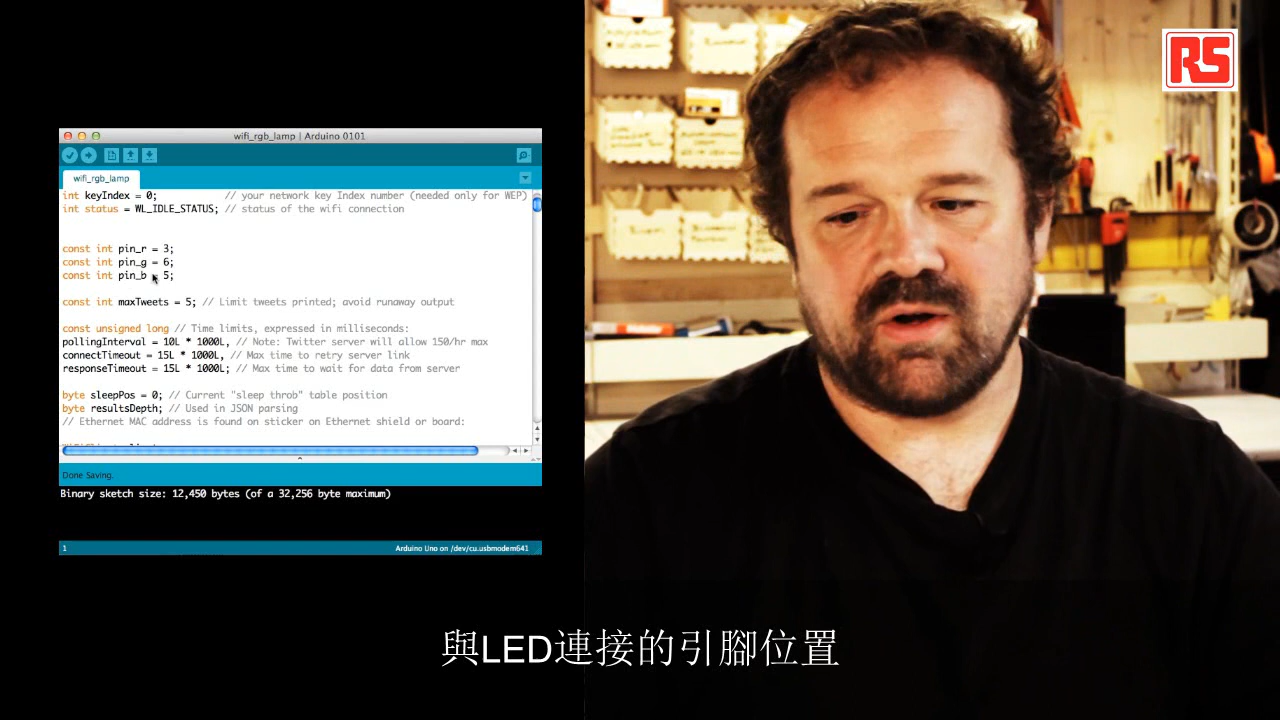 wifi_rgb_lamp | Arduino 0101
wifi_rgb_lamp
int keyIndex = 0; // your network key Index number (needed only for WEP)
int status = WL_IDLE_STATUS; // status of the wifi connection
const int pin_r = 3;
const int pin_g = 6;
const int pin_b = 5;
const int maxTweets = 5; // Limit tweets printed; avoid runaway output
const unsigned long // Time limits, expressed in milliseconds:
pollingInterval = 10L * 1000L, // Note: Twitter server will allow 150/hr max
connectTimeout = 15L * 1000L, // Max time to retry server link
responseTimeout = 15L * 1000L; // Max time to wait for data from server
byte sleepPos = 0; // Current "sleep throb" table position
byte resultsDepth; // Used in JSON parsing
// Ethernet MAC address is found on sticker on Ethernet shield or board:
Done Saving.
Binary sketch size: 12,450 bytes (of a 32,256 byte maximum)
1 Arduino Uno on /dev/cu.usbmodem641
RS
與LED連接的引腳位置